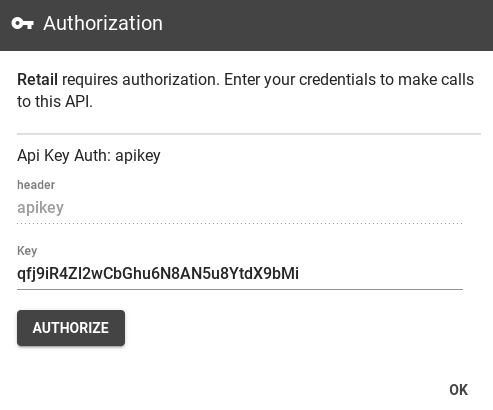 Authorization
Retail requires authorization. Enter your credentials to make calls
to this API.
Api Key Auth: apikey
header
apikey
Key
qfj9iR4Zl2wCbGhu6N8AN5u8YtdX9bMi
AUTHORIZE
OK